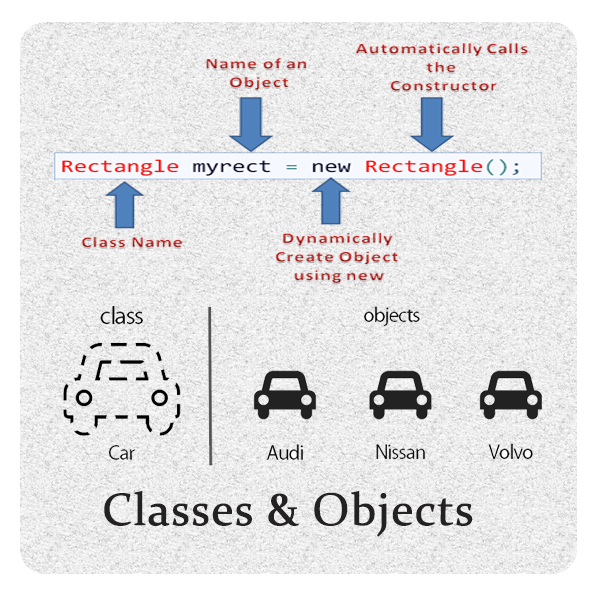 Name of an
Object
Automatically Calls
the
Constructor
Rectangle myrect = new Rectangle();
Class Name
Dynamically
Create Object
using new
class
objects
Car
Audi
Nissan
Volvo
Classes & Objects